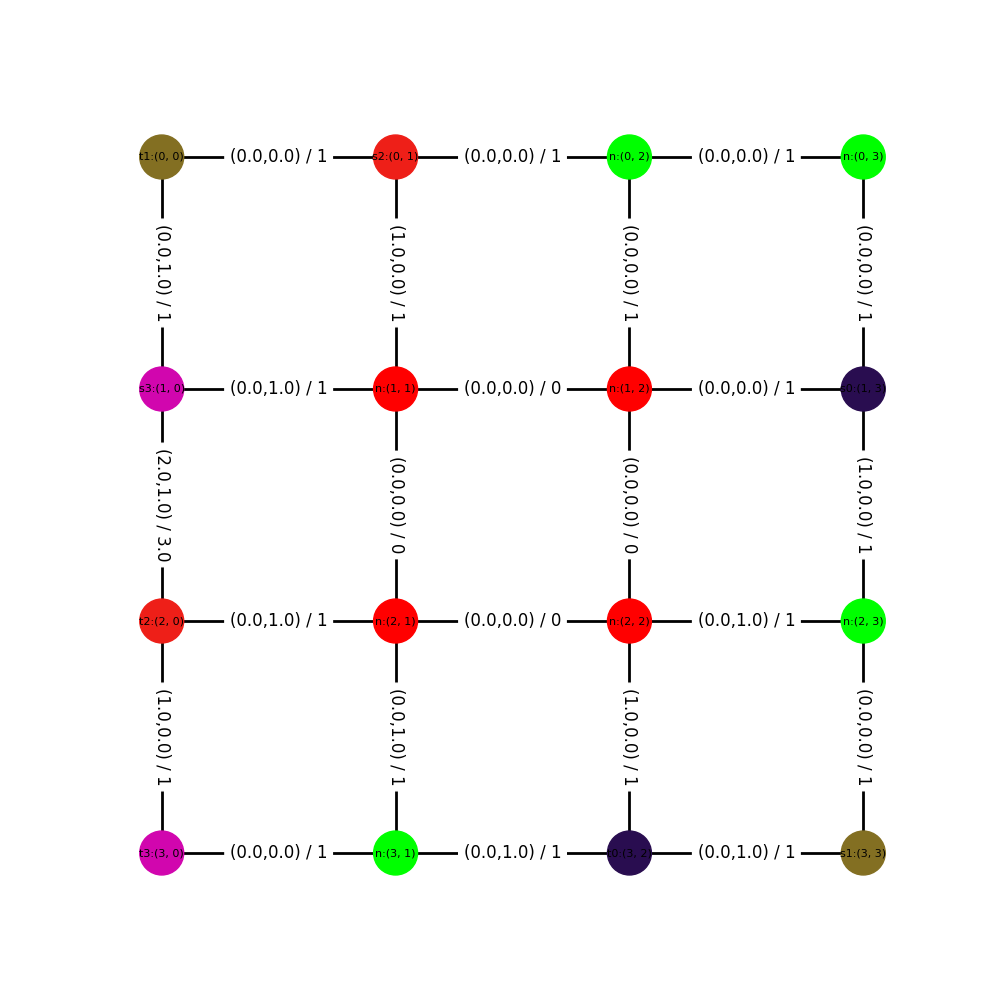 t1:(0, 0) (0.0,0.0) / 1 s2:(0, 1) (0.0,0.0) / 1 n:(0, 2) (0.0,0.0) / 1 n:(0, 3)
(0.0,1.0) / 1 (1.0,0.0) / 1 (0.0,0.0) / 1 (0.0,0.0) / 1
s3:(1, 0) (0.0,1.0) / 1 n:(1, 1) (0.0,0.0) / 0 n:(1, 2) (0.0,0.0) / 1 s0:(1, 3)
(2.0,1.0) / 3.0 (0.0,0.0) / 0 (0.0,0.0) / 0 (1.0,0.0) / 1
t2:(2, 0) (0.0,1.0) / 1 n:(2, 1) (0.0,0.0) / 0 n:(2, 2) (0.0,1.0) / 1 n:(2, 3)
(1.0,0.0) / 1 (0.0,1.0) / 1 (1.0,0.0) / 1 (0.0,0.0) / 1
t3:(3, 0) (0.0,0.0) / 1 n:(3, 1) (0.0,1.0) / 1 t0:(3, 2) (0.0,1.0) / 1 s1:(3, 3)